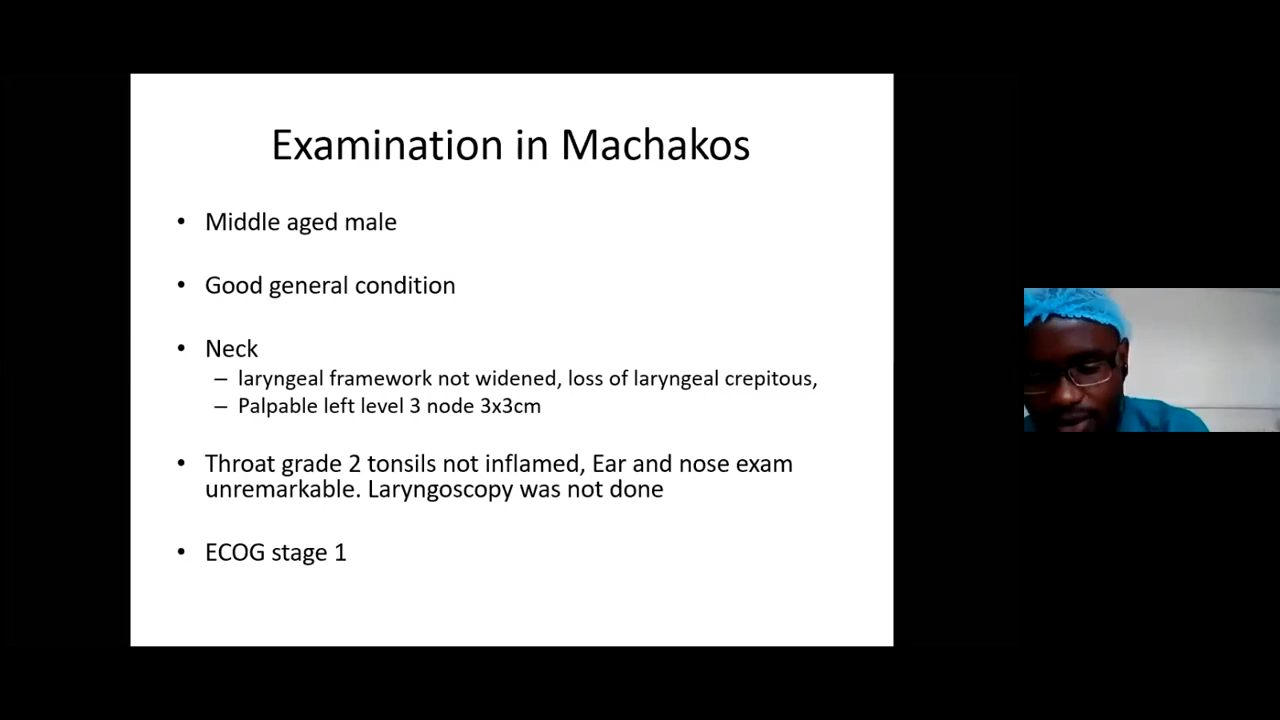 Examination in Machakos
• Middle aged male
• Good general condition
• Neck
– laryngeal framework not widened, loss of laryngeal crepitous,
– Palpable left level 3 node 3x3cm
• Throat grade 2 tonsils not inflamed, Ear and nose exam
unremarkable. Laryngoscopy was not done
• ECOG stage 1